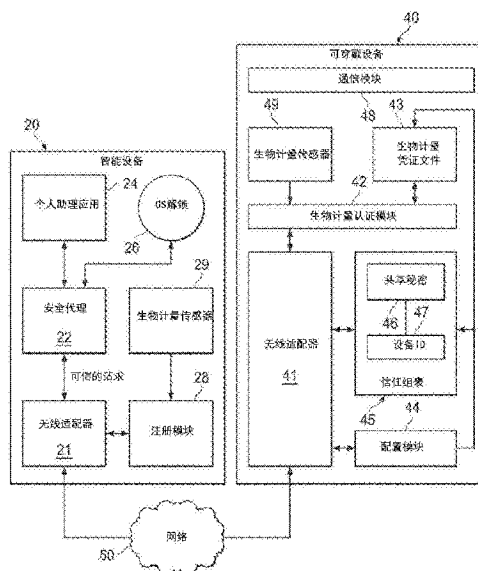 40
可穿戴设备
通信模块
48
49
43
生物计量传感器
生物计量
凭证文件
42
生物计量认证模块
20
智能设备
24
个人助理应用
OS解锁
26
29
安全代理
22
生物计量传感器
可信的请求
28
无线适配器
21
注册模块
无线适配器
41
共享秘密
46
47
设备ID
信任组表
45
44
配置模块
网络
60